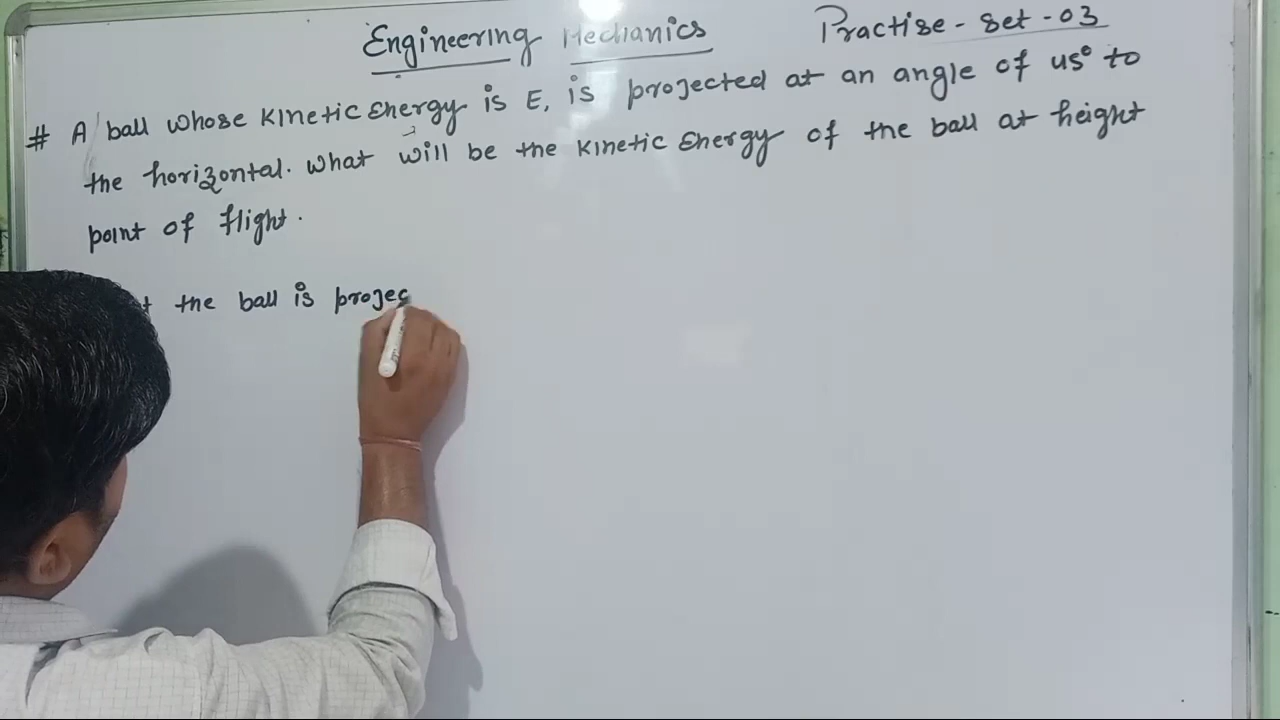 Engineering Mechanics Practise - Set - 03
# A ball whose Kinetic Energy is E, is projected at an angle of 45° to
the horizontal. What will be the Kinetic Energy of the ball at height
point of flight.
the ball is projec